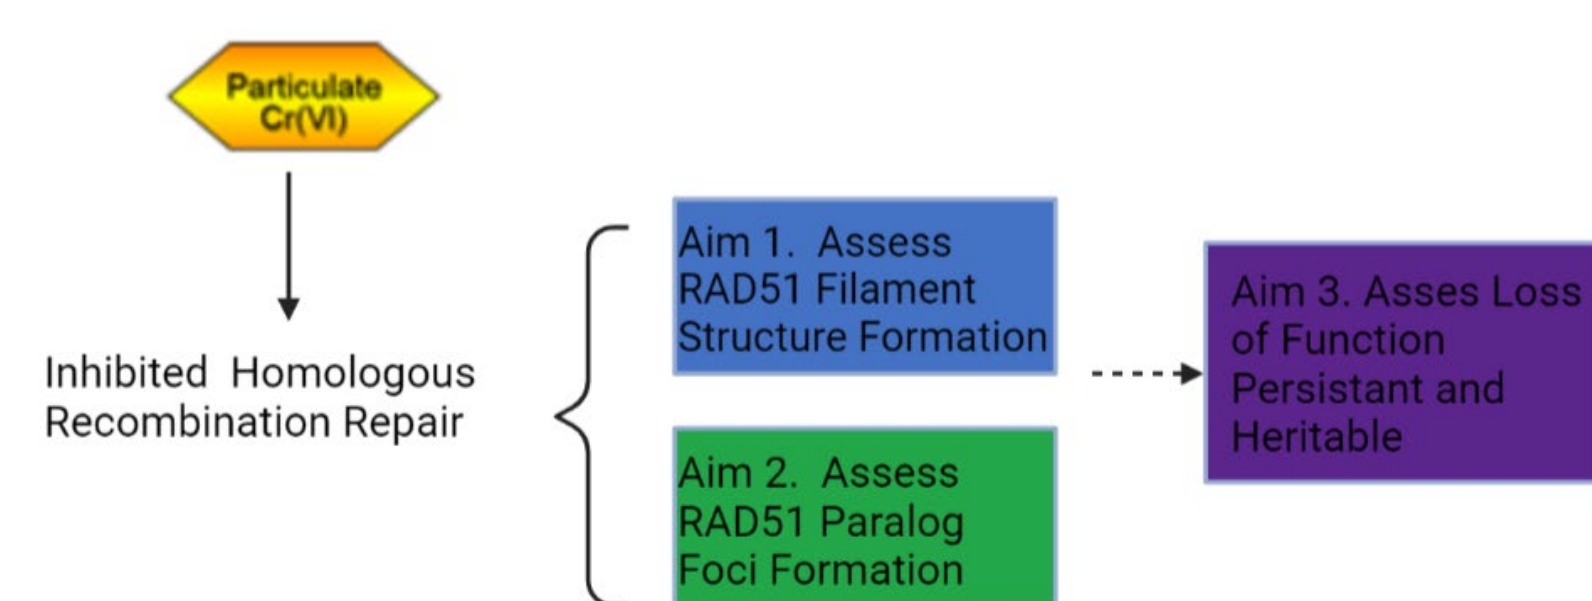 Particulate
Cr(VI)
Inhibited Homologous
Recombination Repair
Aim 1. Assess
RAD51 Filament
Structure Formation
Aim 2. Assess
RAD51 Paralog
Foci Formation
Aim 3. Asses Loss
of Function
Persistant and
Heritable